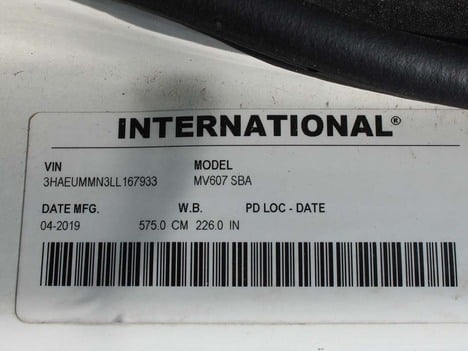 INTERNATIONAL®
VIN MODEL
3HAEUMMN3LL167933 MV607 SBA
DATE MFG. W.B. PD LOC - DATE
04-2019 575.0 CM 226.0 IN